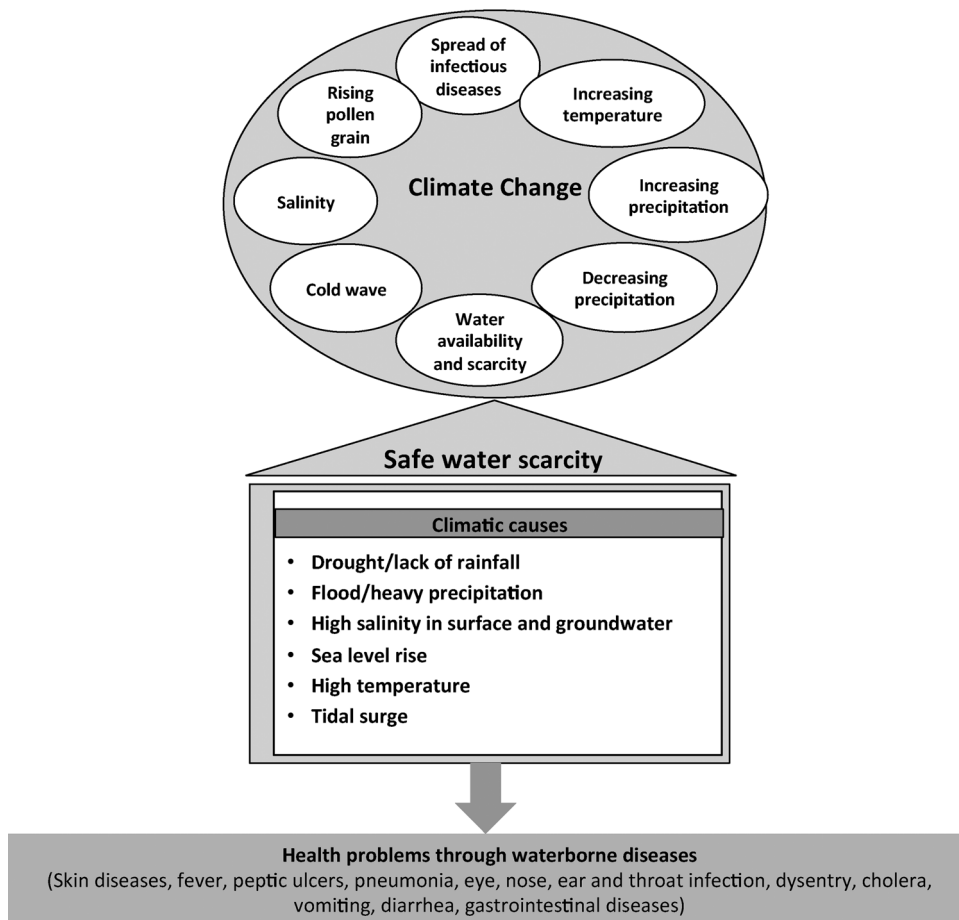 Spread of
infectious
diseases
Rising
pollen
grain
Increasing
temperature
Climate Change
Salinity
Increasing
precipitation
Cold wave
Decreasing
precipitation
Water
availability
and scarcity
Safe water scarcity
Climatic causes
• Drought/lack of rainfall
• Flood/heavy precipitation
• High salinity in surface and groundwater
• Sea level rise
• High temperature
• Tidal surge
Health problems through waterborne diseases
(Skin diseases, fever, peptic ulcers, pneumonia, eye, nose, ear and throat infection, dysentry, cholera,
vomiting, diarrhea, gastrointestinal diseases)